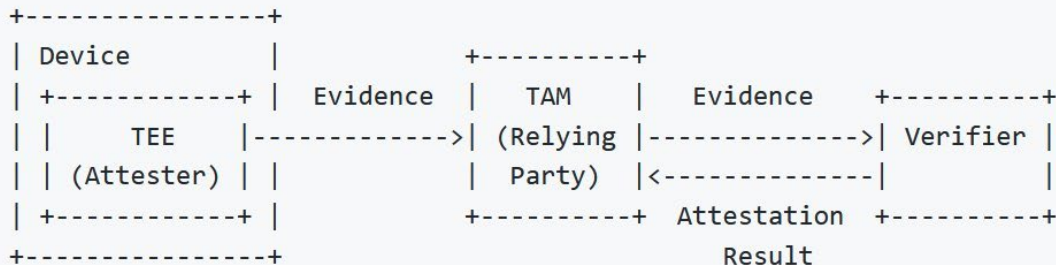 +----------------+
| Device         |            +----------+
| +------------+ |  Evidence  |   TAM    |   Evidence    +----------+
| |     TEE    |------------->| (Relying |-------------->| Verifier |
| | (Attester) | |            |  Party)  |<--------------|          |
| +------------+ |            +----------+  Attestation  +----------+
+----------------+                             Result